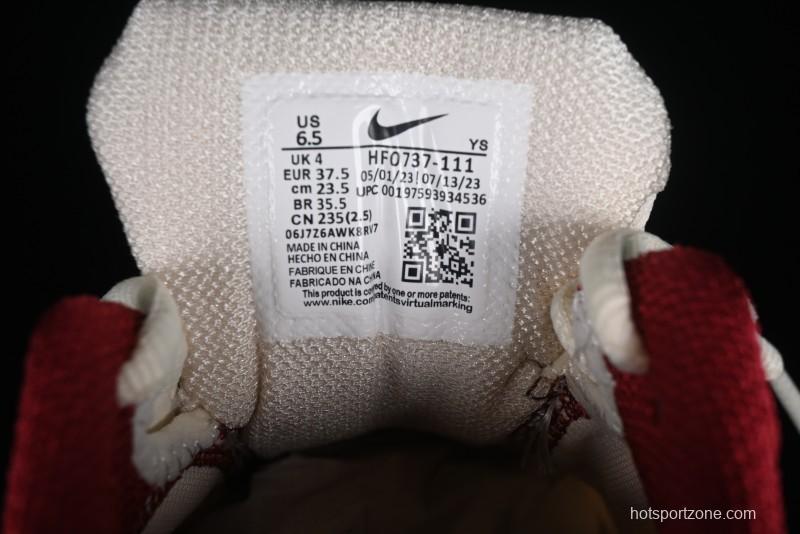 US
6.5
YS
UK 4
HF0737-111
EUR 37.5
05/01/23 | 07/13/23
cm 23.5
UPC 00197593934536
BR 35.5
CN 235(2.5)
06J7Z6AWK8RV7
MADE IN CHINA
HECHO EN CHINA
FABRIQUE EN CHINE
FABRICADO NA CHINA
This product is covered by one or more patents:
www.nike.com/patentsvirtualmarking
hotsportzone.com